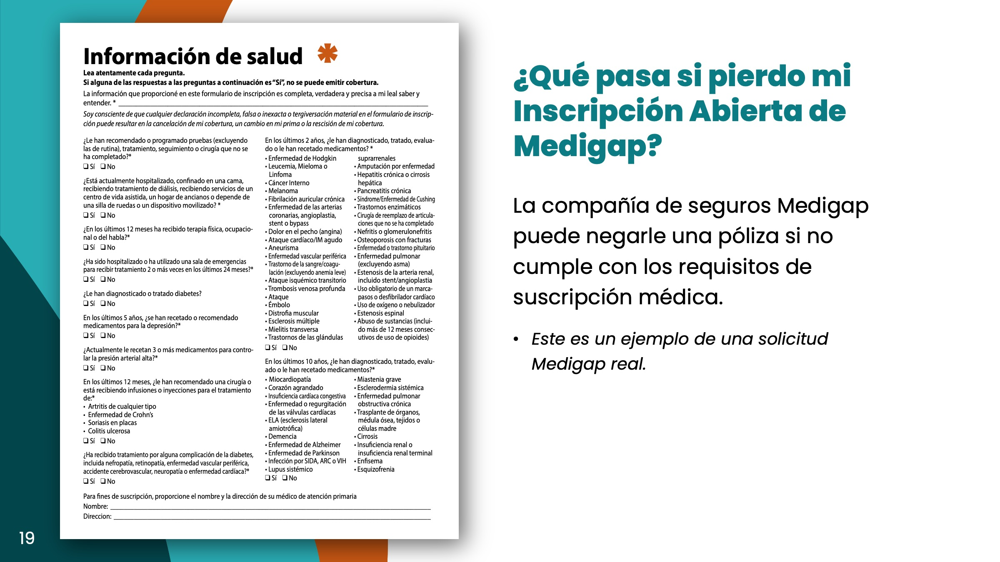 Información de salud *
Lea atentamente cada pregunta.
Si alguna de las respuestas a las preguntas a continuación es “Sí”, no se puede emitir cobertura.
La información que proporcioné en este formulario de inscripción es completa, verdadera y precisa a mi leal saber y
entender. *
Soy consciente de que cualquier declaración incompleta, falsa o inexacta o tergiversación material en el formulario de inscrip-
ción puede resultar en la cancelación de mi cobertura, un cambio en mi prima o la rescisión de mi cobertura.
¿Le han recomendado o programado pruebas (excluyendo
las de rutina), tratamiento, seguimiento o cirugía que no se
ha completado?*
❑ Sí ❑ No
¿Está actualmente hospitalizado, confinado en una cama,
recibiendo tratamiento de diálisis, recibiendo servicios de un
centro de vida asistida, un hogar de ancianos o depende de
una silla de ruedas o un dispositivo movilizado? *
❑ Sí ❑ No
¿En los últimos 12 meses ha recibido terapia física, ocupacio-
nal o del habla?*
❑ Sí ❑ No
¿Ha sido hospitalizado o ha utilizado una sala de emergencias
para recibir tratamiento 2 o más veces en los últimos 24 meses?*
❑ Sí ❑ No
¿Le han diagnosticado o tratado diabetes?
❑ Sí ❑ No
En los últimos 5 años, ¿se han recetado o recomendado
medicamentos para la depresión?*
❑ Sí ❑ No
¿Actualmente le recetan 3 o más medicamentos para contro-
lar la presión arterial alta?*
❑ Sí ❑ No
En los últimos 12 meses, ¿le han recomendado una cirugía o
está recibiendo infusiones o inyecciones para el tratamiento
de:*
• Artritis de cualquier tipo
• Enfermedad de Crohn’s
• Soriasis en placas
• Colitis ulcerosa
❑ Sí ❑ No
¿Ha recibido tratamiento por alguna complicación de la diabetes,
incluida nefropatía, retinopatía, enfermedad vascular periférica,
accidente cerebrovascular, neuropatía o enfermedad cardíaca?*
❑ Sí ❑ No
En los últimos 2 años, ¿le han diagnosticado, tratado, evalua-
do o le han recetado medicamentos? *
• Enfermedad de Hodgkin
• Leucemia, Mieloma o
Linfoma
• Cáncer Interno
• Melanoma
• Fibrilación auricular crónica
• Enfermedad de las arterias
coronarias, angioplastia,
stent o bypass
• Dolor en el pecho (angina)
• Ataque cardíaco/IM agudo
• Aneurisma
• Enfermedad vascular periférica
• Trastorno de la sangre/coagu-
lación (excluyendo anemia leve)
• Ataque isquémico transitorio
• Trombosis venosa profunda
• Ataque
• Émbolo
• Distrofia muscular
• Esclerosis múltiple
• Mielitis transversa
• Trastornos de las glándulas
suprarrenales
• Amputación por enfermedad
• Hepatitis crónica o cirrosis
hepática
• Pancreatitis crónica
• Síndrome/Enfermedad de Cushing
• Trastornos enzimáticos
• Cirugía de reemplazo de articula-
ciones que no se ha completado
• Nefritis o glomerulonefritis
• Osteoporosis con fracturas
• Enfermedad o trastorno pituitario
• Enfermedad pulmonar
(excluyendo asma)
• Estenosis de la arteria renal,
incluido stent/angioplastia
• Uso obligatorio de un marca-
pasos o desfibrilador cardíaco
• Uso de oxígeno o nebulizador
• Estenosis espinal
• Abuso de sustancias (inclui-
do más de 12 meses consec-
utivos de uso de opioides)
❑ Sí ❑ No
En los últimos 10 años, ¿le han diagnosticado, tratado, evalu-
ado o le han recetado medicamentos?*
• Miocardiopatía
• Corazón agrandado
• Insuficiencia cardíaca congestiva
• Enfermedad o regurgitación
de las válvulas cardíacas
• ELA (esclerosis lateral
amiotrófica)
• Demencia
• Enfermedad de Alzheimer
• Enfermedad de Parkinson
• Infección por SIDA, ARC o VIH
• Lupus sistémico
• Miastenia grave
• Esclerodermia sistémica
• Enfermedad pulmonar
obstructiva crónica
• Trasplante de órganos,
médula ósea, tejidos o
células madre
• Cirrosis
• Insuficiencia renal o
insuficiencia renal terminal
• Enfisema
• Esquizofrenia
❑ Sí ❑ No
Para fines de suscripción, proporcione el nombre y la dirección de su médico de atención primaria
Nombre:
Direccion:
19
¿Qué pasa si pierdo mi
Inscripción Abierta de
Medigap?
La compañía de seguros Medigap
puede negarle una póliza si no
cumple con los requisitos de
suscripción médica.
• Este es un ejemplo de una solicitud
Medigap real.